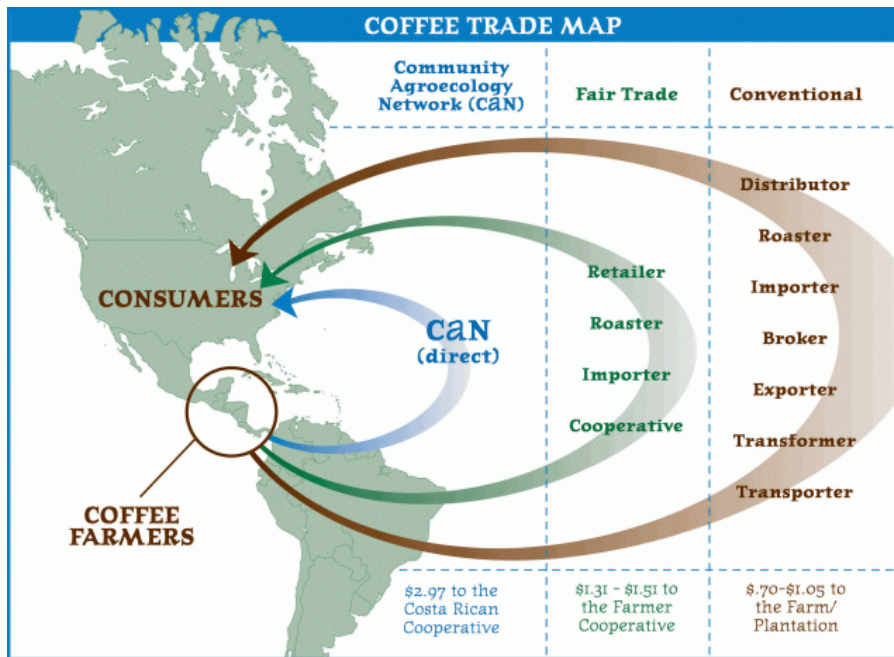 COFFEE TRADE MAP
Community
Agroecology
Network (CaN)
Fair Trade
Conventional
Distributor
Roaster
Importer
Broker
Exporter
Transformer
Transporter
Retailer
Roaster
Importer
Cooperative
CaN
(direct)
CONSUMERS
COFFEE
FARMERS
$2.97 to the
Costa Rican
Cooperative
$1.31 - $1.51 to
the Farmer
Cooperative
$.70-$1.05 to
the Farm/
Plantation